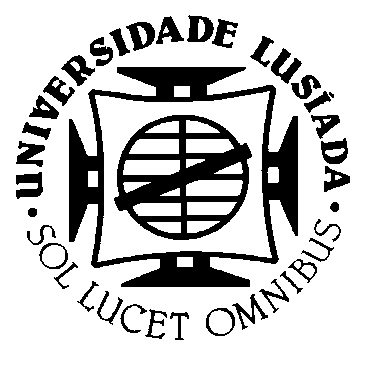 UNIVERSIDADE LUSÍADA
SOL LUCET OMNIBUS